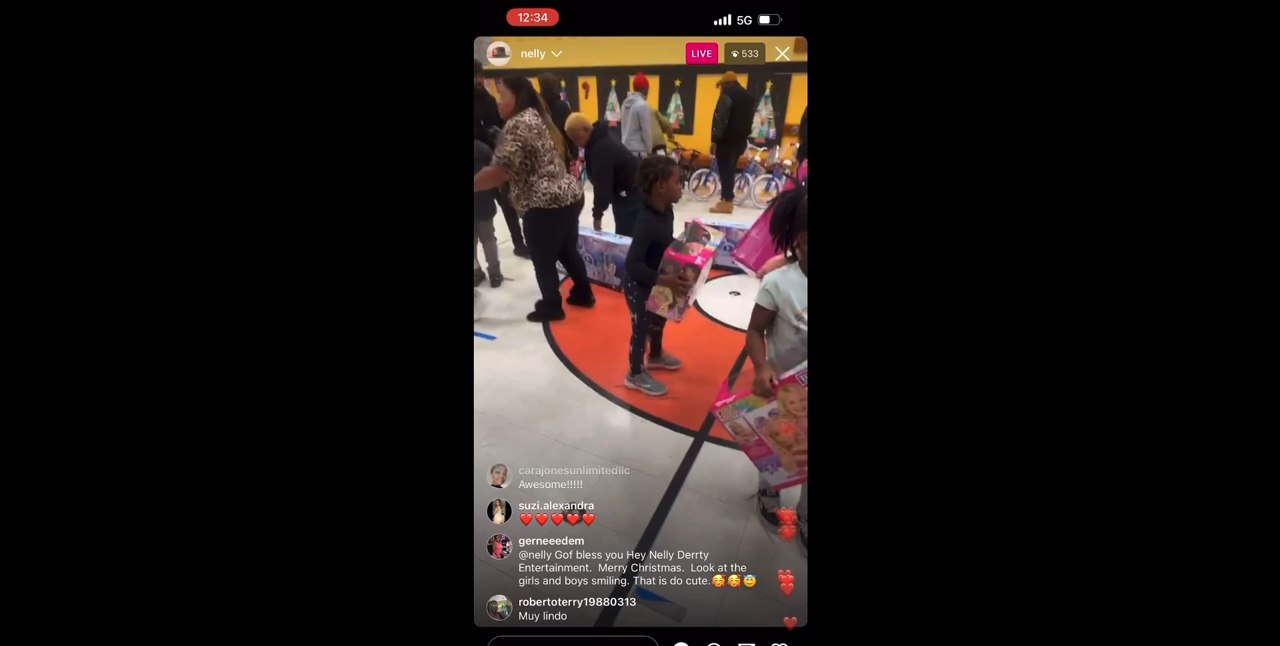 12:34
5G
nelly
LIVE
533
carajonesunlimitedllc
Awesome!!!!!
suzi.alexandra
❤️❤️❤️❤️❤️
gerneeedem
@nelly Gof bless you Hey Nelly Derrty
Entertainment. Merry Christmas. Look at the
girls and boys smiling. That is do cute.🥰🥰😇
robertoterry19880313
Muy lindo